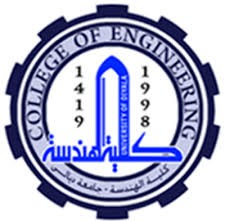 COLLEGE OF ENGINEERING
1419
1998
UNIVERSITY OF DIYALA
كلية الهندسة
كلية الهندسة - جامعة ديالى